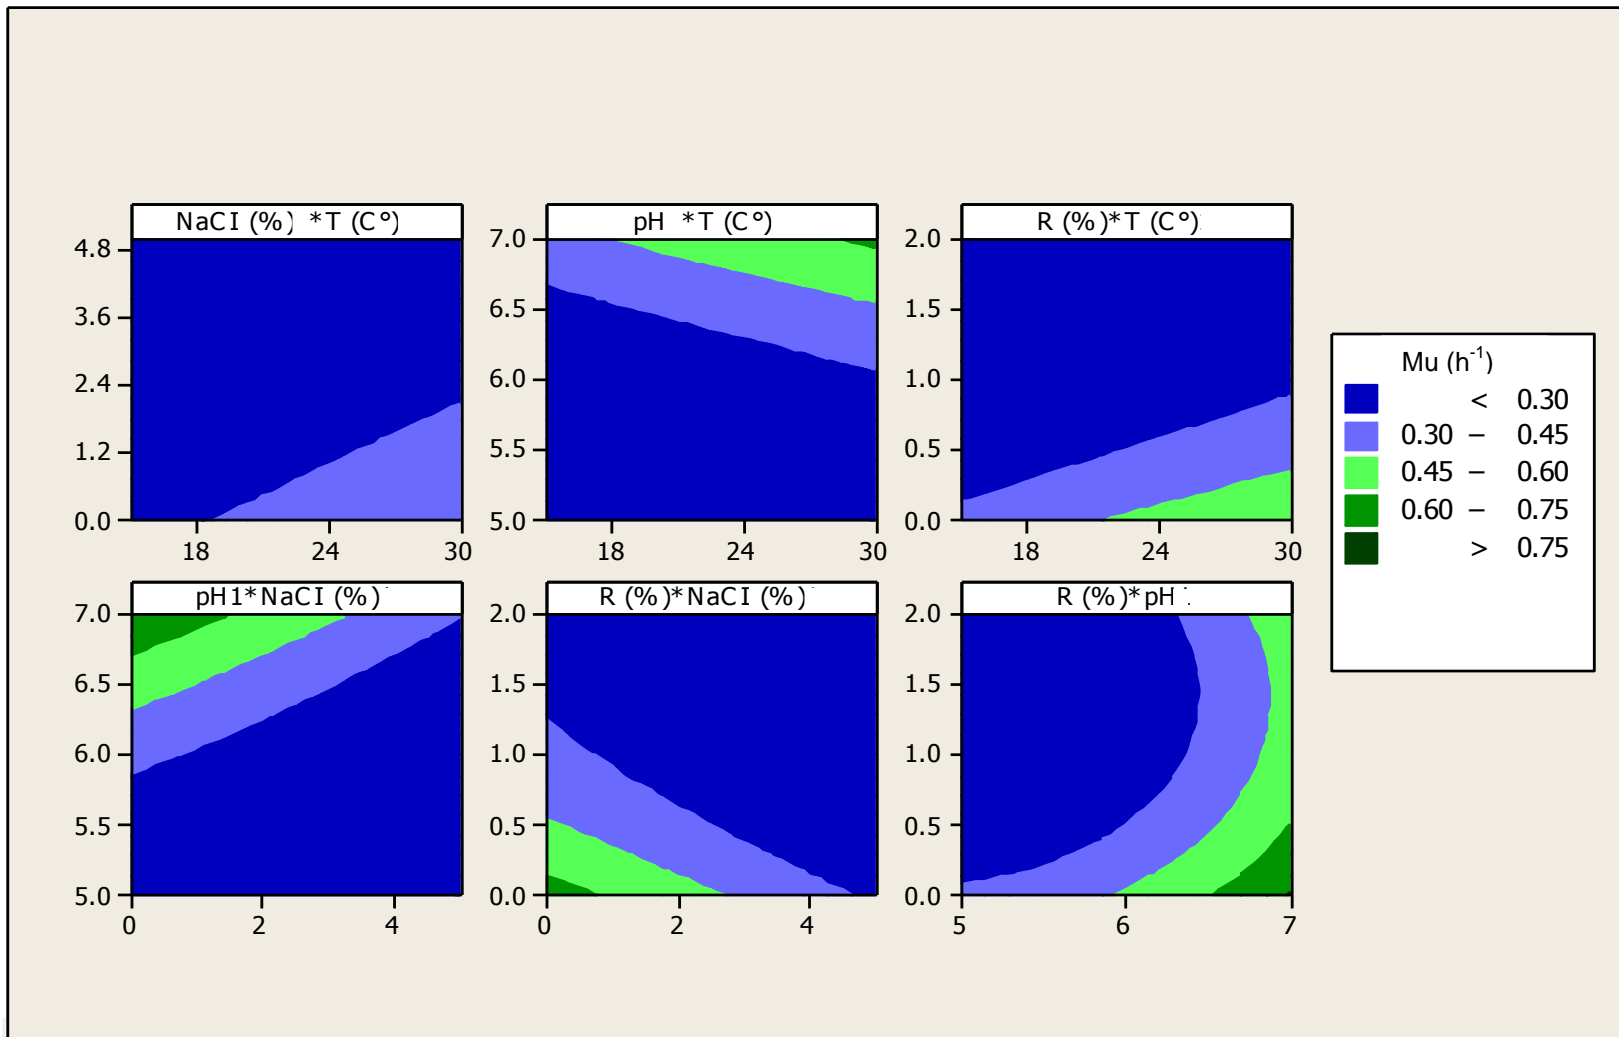 NaCI (%) *T (C°)
pH *T (C°)
R (%)*T (C°)
4.8
3.6
2.4
1.2
0.0
18 24 30
7.0
6.5
6.0
5.5
5.0
18 24 30
2.0
1.5
1.0
0.5
0.0
18 24 30
pH1*NaCI (%)
R (%)*NaCI (%)
R (%)*pH
7.0
6.5
6.0
5.5
5.0
0 2 4
2.0
1.5
1.0
0.5
0.0
0 2 4
2.0
1.5
1.0
0.5
0.0
5 6 7
Mu (h⁻¹)
< 0.30
0.30 – 0.45
0.45 – 0.60
0.60 – 0.75
> 0.75